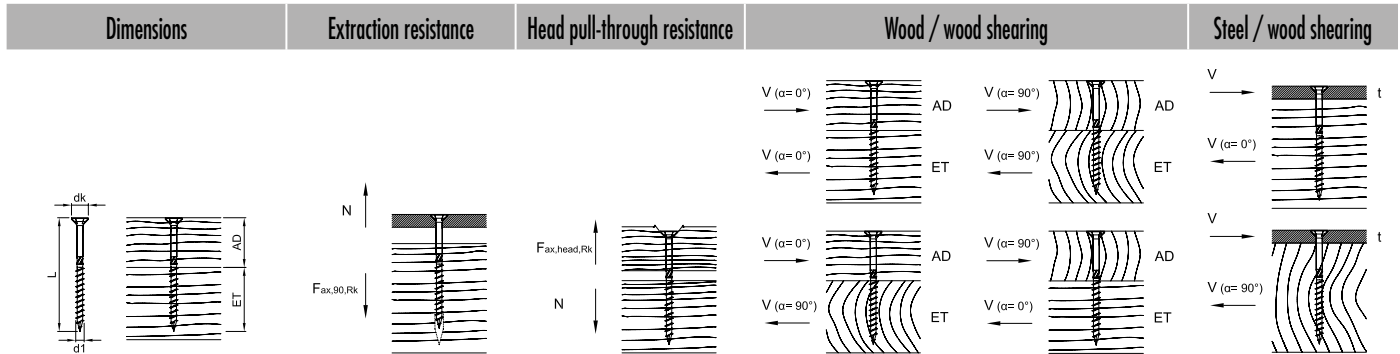 Dimensions
Extraction resistance
Head pull-through resistance
Wood / wood shearing
Steel / wood shearing
dk
L
d1
AD
ET
N
Fax,90,Rk
Fax,head,Rk
N
V (α= 0°)
AD
V (α= 0°)
ET
V (α= 90°)
AD
V (α= 90°)
ET
V (α= 0°)
AD
V (α= 90°)
ET
V (α= 90°)
AD
V (α= 0°)
ET
V
t
V (α= 0°)
V
t
V (α= 90°)